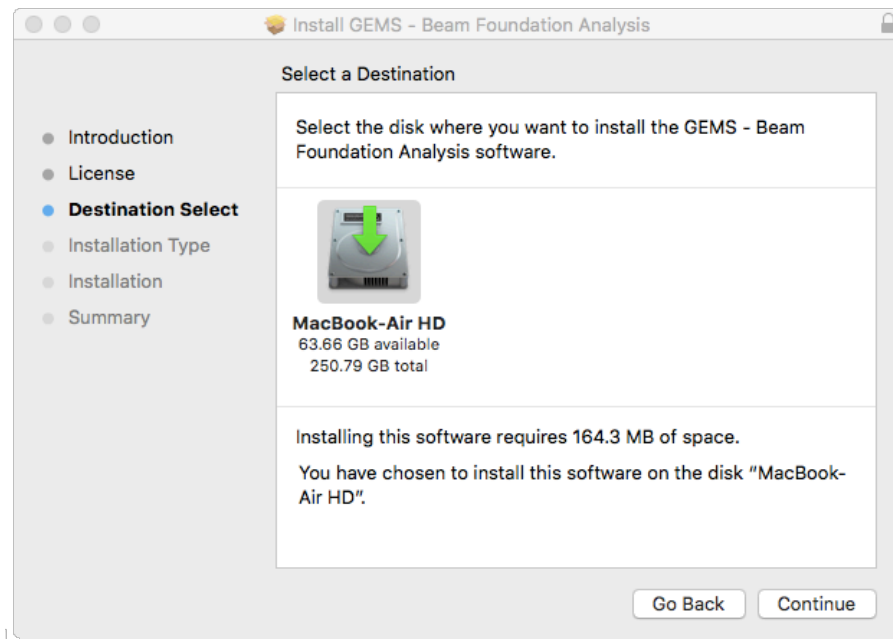 Install GEMS - Beam Foundation Analysis
Select a Destination
Introduction
License
Destination Select
Installation Type
Installation
Summary
Select the disk where you want to install the GEMS - Beam
Foundation Analysis software.
MacBook-Air HD
63.66 GB available
250.79 GB total
Installing this software requires 164.3 MB of space.
You have chosen to install this software on the disk “MacBook-
Air HD”.
Go Back
Continue